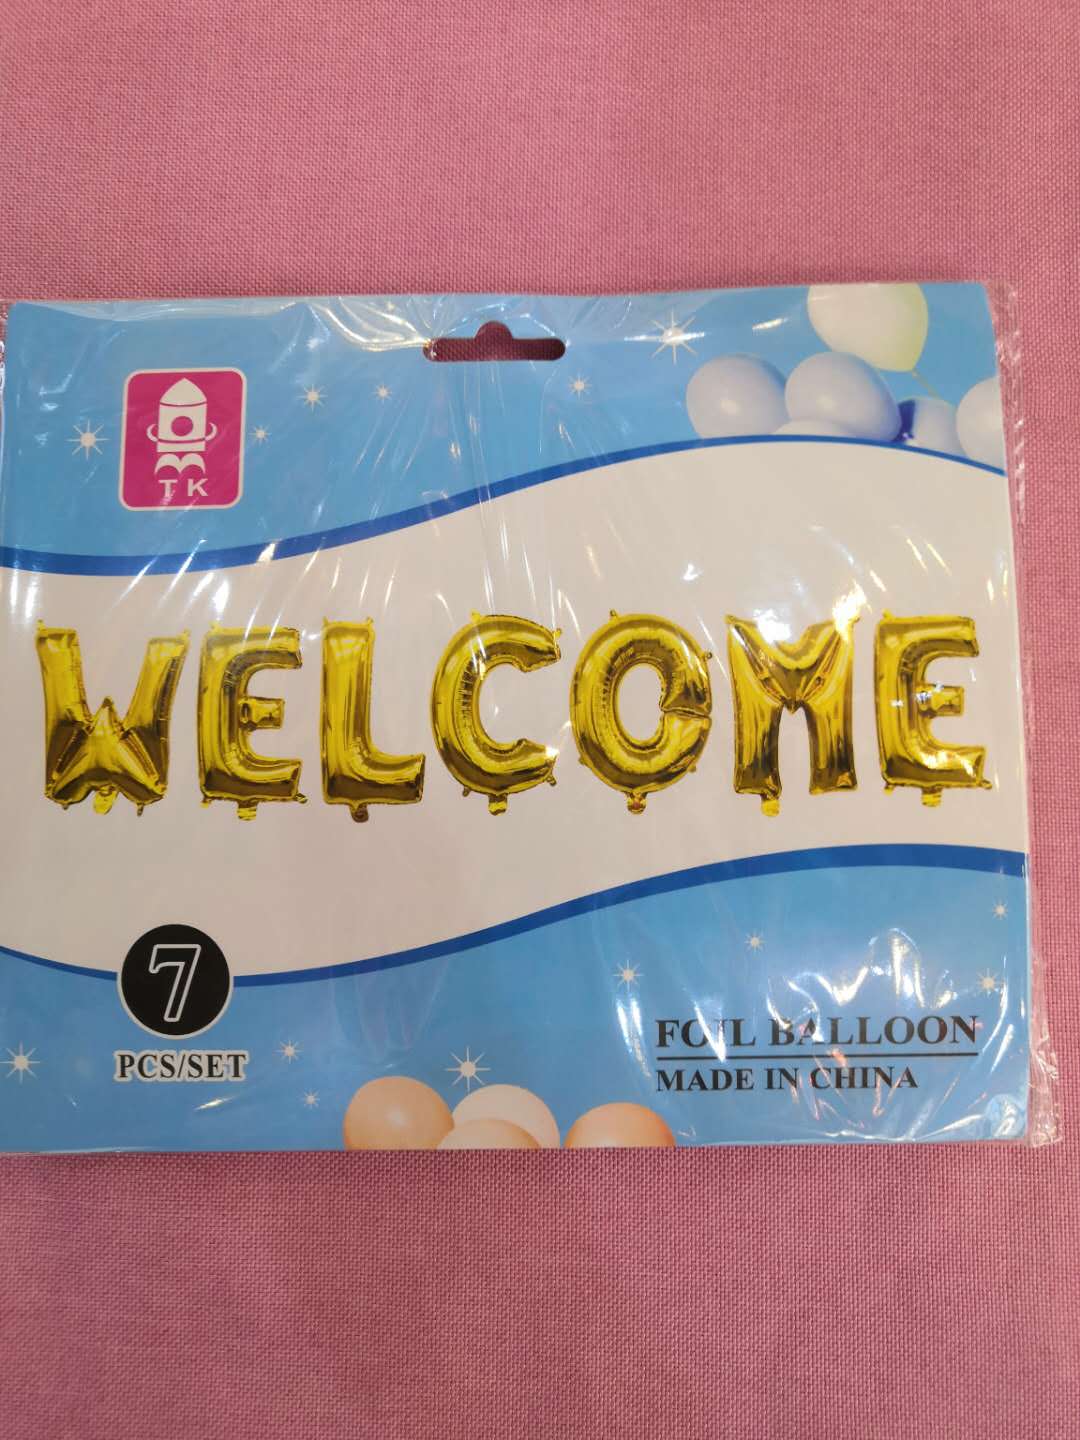 TK
WELCOME
7
PCS/SET
FOIL BALLOON
MADE IN CHINA